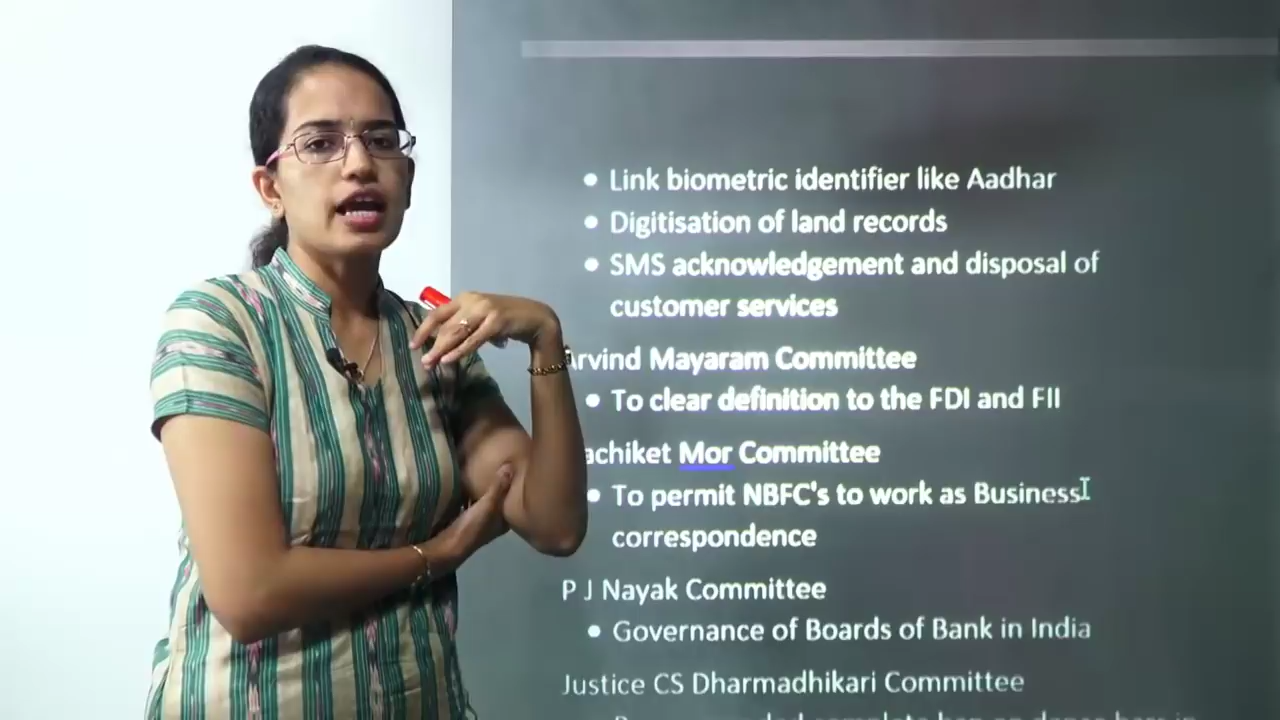 • Link biometric identifier like Aadhar
• Digitisation of land records
• SMS acknowledgement and disposal of
customer services
Arvind Mayaram Committee
• To clear definition to the FDI and FII
achiket Mor Committee
• To permit NBFC's to work as Business
correspondence
P J Nayak Committee
• Governance of Boards of Bank in India
Justice CS Dharmadhikari Committee